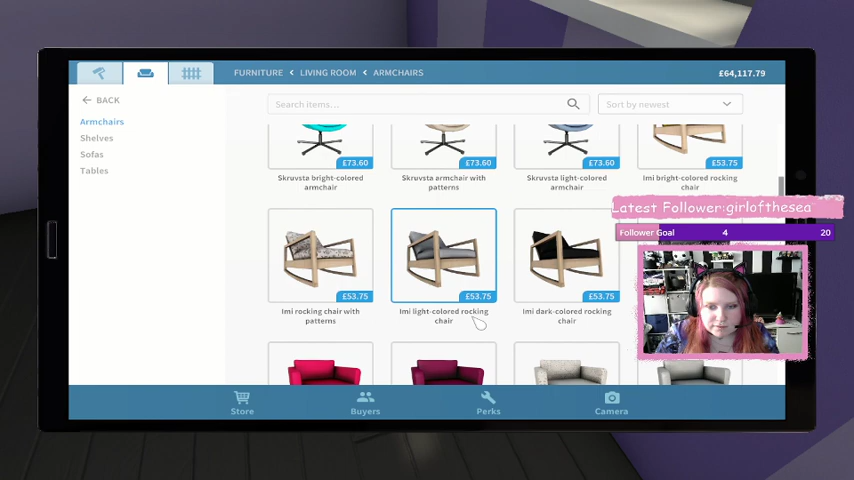 FURNITURE < LIVING ROOM < ARMCHAIRS
£64,117.79
BACK
Search items...
Sort by newest
Armchairs
Shelves
Sofas
Tables
£73.60
£73.60
£73.60
£53.75
Skruvsta bright-colored armchair
Skruvsta armchair with patterns
Skruvsta light-colored armchair
Imi bright-colored rocking chair
Latest Follower:girlofthesea
Follower Goal 4 20
£53.75
£53.75
£53.75
Imi rocking chair with patterns
Imi light-colored rocking chair
Imi dark-colored rocking chair
Store
Buyers
Perks
Camera